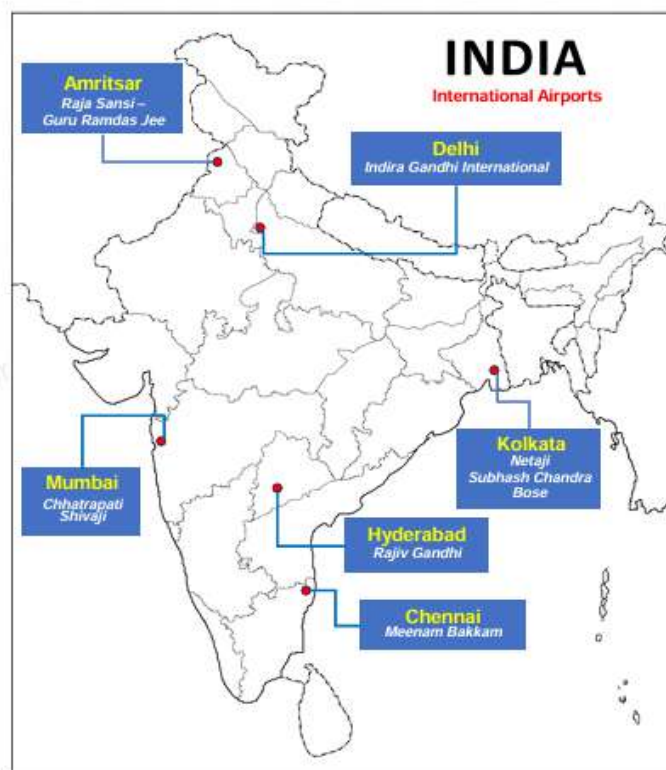 INDIA
International Airports
Amritsar
Raja Sansi –
Guru Ramdas Jee
Delhi
Indira Gandhi International
Kolkata
Netaji
Subhash Chandra
Bose
Mumbai
Chhatrapati
Shivaji
Hyderabad
Rajiv Gandhi
Chennai
Meenam Bakkam